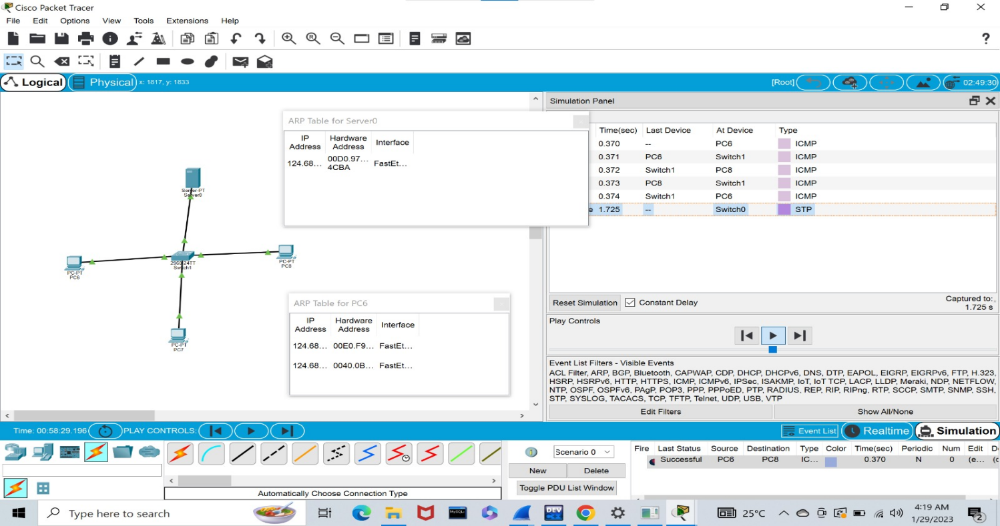 Cisco Packet Tracer
File Edit Options View Tools Extensions Help
?
Logical Physical x: 1817, y: 1833 [Root] 02:49:30
Simulation Panel
ARP Table for Server0
IP Address Hardware Address Interface
124.68... 00D0.97... 4CBA FastEt...
Time(sec) Last Device At Device Type
0.370 -- PC6 ICMP
0.371 PC6 Switch1 ICMP
0.372 Switch1 PC8 ICMP
0.373 PC8 Switch1 ICMP
0.374 Switch1 PC6 ICMP
e 1.725 -- Switch0 STP
Server-PT
Server0
2960-24TT
Switch1
PC-PT
PC6
PC-PT
PC8
PC-PT
PC7
ARP Table for PC6
IP Address Hardware Address Interface
124.68... 00E0.F9... FastEt...
124.68... 0040.0B... FastEt...
Reset Simulation Constant Delay
Captured to:
1.725 s
Play Controls
Event List Filters - Visible Events
ACL Filter, ARP, BGP, Bluetooth, CAPWAP, CDP, DHCP, DHCPv6, DNS, DTP, EAPOL, EIGRP, EIGRPv6, FTP, H.323,
HSRP, HSRPv6, HTTP, HTTPS, ICMP, ICMPv6, IPSec, ISAKMP, IoT, IoT TCP, LACP, LLDP, Meraki, NDP, NETFLOW,
NTP, OSPF, OSPFv6, PAgP, POP3, PPP, PPPoED, PTP, RADIUS, REP, RIP, RIPng, RTP, SCCP, SMTP, SNMP, SSH,
STP, SYSLOG, TACACS, TCP, TFTP, Telnet, UDP, USB, VTP
Edit Filters Show All/None
Time: 00:58:29.196 PLAY CONTROLS: Event List Realtime Simulation
Scenario 0
New Delete
Toggle PDU List Window
Fire Last Status Source Destination Type Color Time(sec) Periodic Num Edit D
Successful PC6 PC8 IC... 0.370 N 0 (e... (d
Automatically Choose Connection Type
Type here to search
MySQL
DEV
25°C
4:19 AM
1/29/2023
2